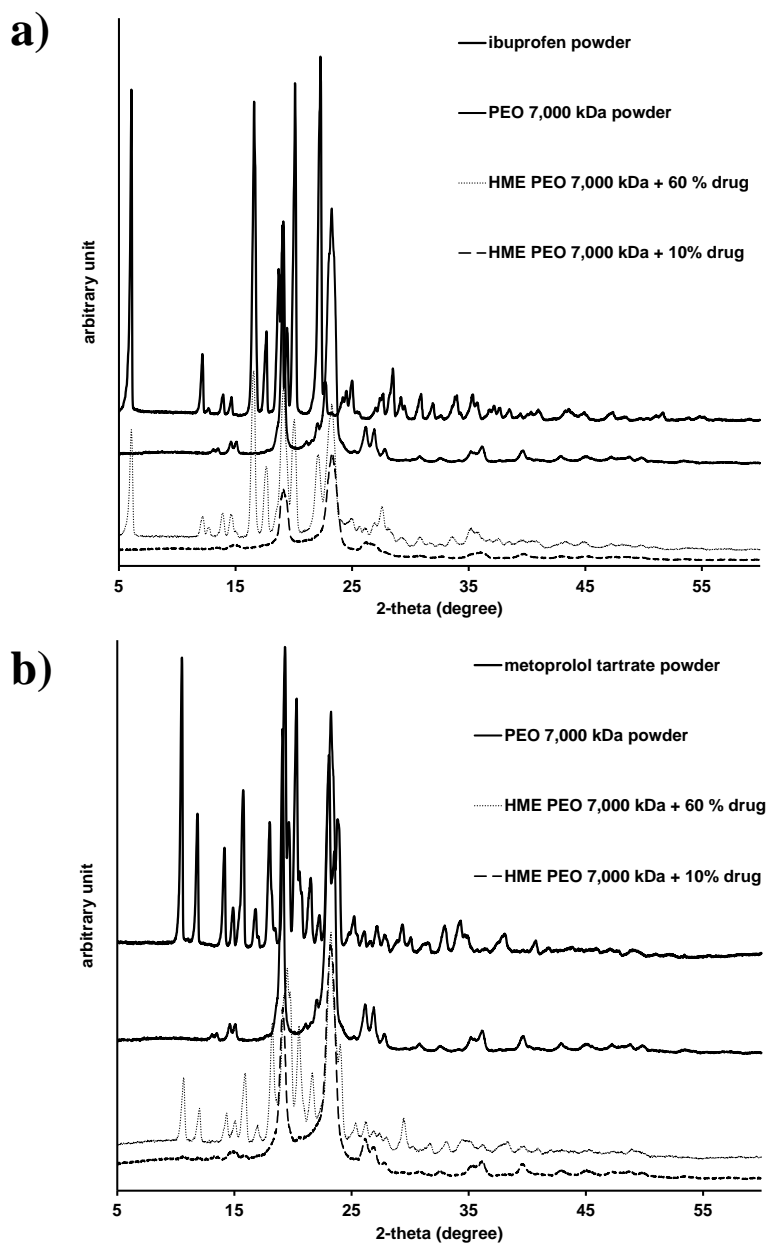 a)
ibuprofen powder
PEO 7,000 kDa powder
HME PEO 7,000 kDa + 60 % drug
HME PEO 7,000 kDa + 10% drug
arbitrary unit
5 15 25 35 45 55
2-theta (degree)
b)
metoprolol tartrate powder
PEO 7,000 kDa powder
HME PEO 7,000 kDa + 60 % drug
HME PEO 7,000 kDa + 10% drug
arbitrary unit
5 15 25 35 45 55
2-theta (degree)